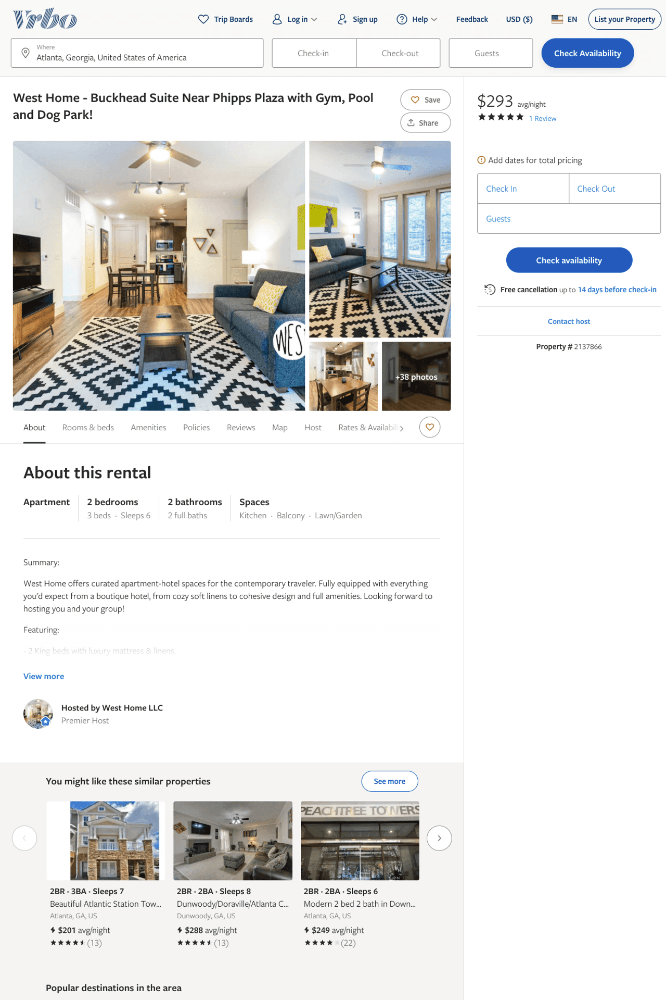 Vrbo
Trip Boards
Log in
Sign up
Help
Feedback
USD ($)
EN
List your Property
Where
Atlanta, Georgia, United States of America
Check-in
Check-out
Guests
Check Availability
West Home - Buckhead Suite Near Phipps Plaza with Gym, Pool
and Dog Park!
Save
Share
$293 avg/night
1 Review
Add dates for total pricing
Check In
Check Out
Guests
Check availability
Free cancellation up to 14 days before check-in
Contact host
Property # 2137866
WES
+38 photos
About
Rooms & beds
Amenities
Policies
Reviews
Map
Host
Rates & Availabili
About this rental
Apartment
2 bedrooms
3 beds · Sleeps 6
2 bathrooms
2 full baths
Spaces
Kitchen · Balcony · Lawn/Garden
Summary:
West Home offers curated apartment-hotel spaces for the contemporary traveler. Fully equipped with everything
you'd expect from a boutique hotel, from cozy soft linens to cohesive design and full amenities. Looking forward to
hosting you and your group!
Featuring:
- 2 King beds with luxury mattress & linens.
View more
Hosted by West Home LLC
Premier Host
You might like these similar properties
See more
PEACHTREE TOWERS
2BR · 3BA · Sleeps 7
Beautiful Atlantic Station Tow...
Atlanta, GA, US
$201 avg/night
(13)
2BR · 2BA · Sleeps 8
Dunwoody/Doraville/Atlanta C...
Dunwoody, GA, US
$288 avg/night
(13)
2BR · 2BA · Sleeps 6
Modern 2 bed 2 bath in Down...
Atlanta, GA, US
$249 avg/night
(22)
Popular destinations in the area